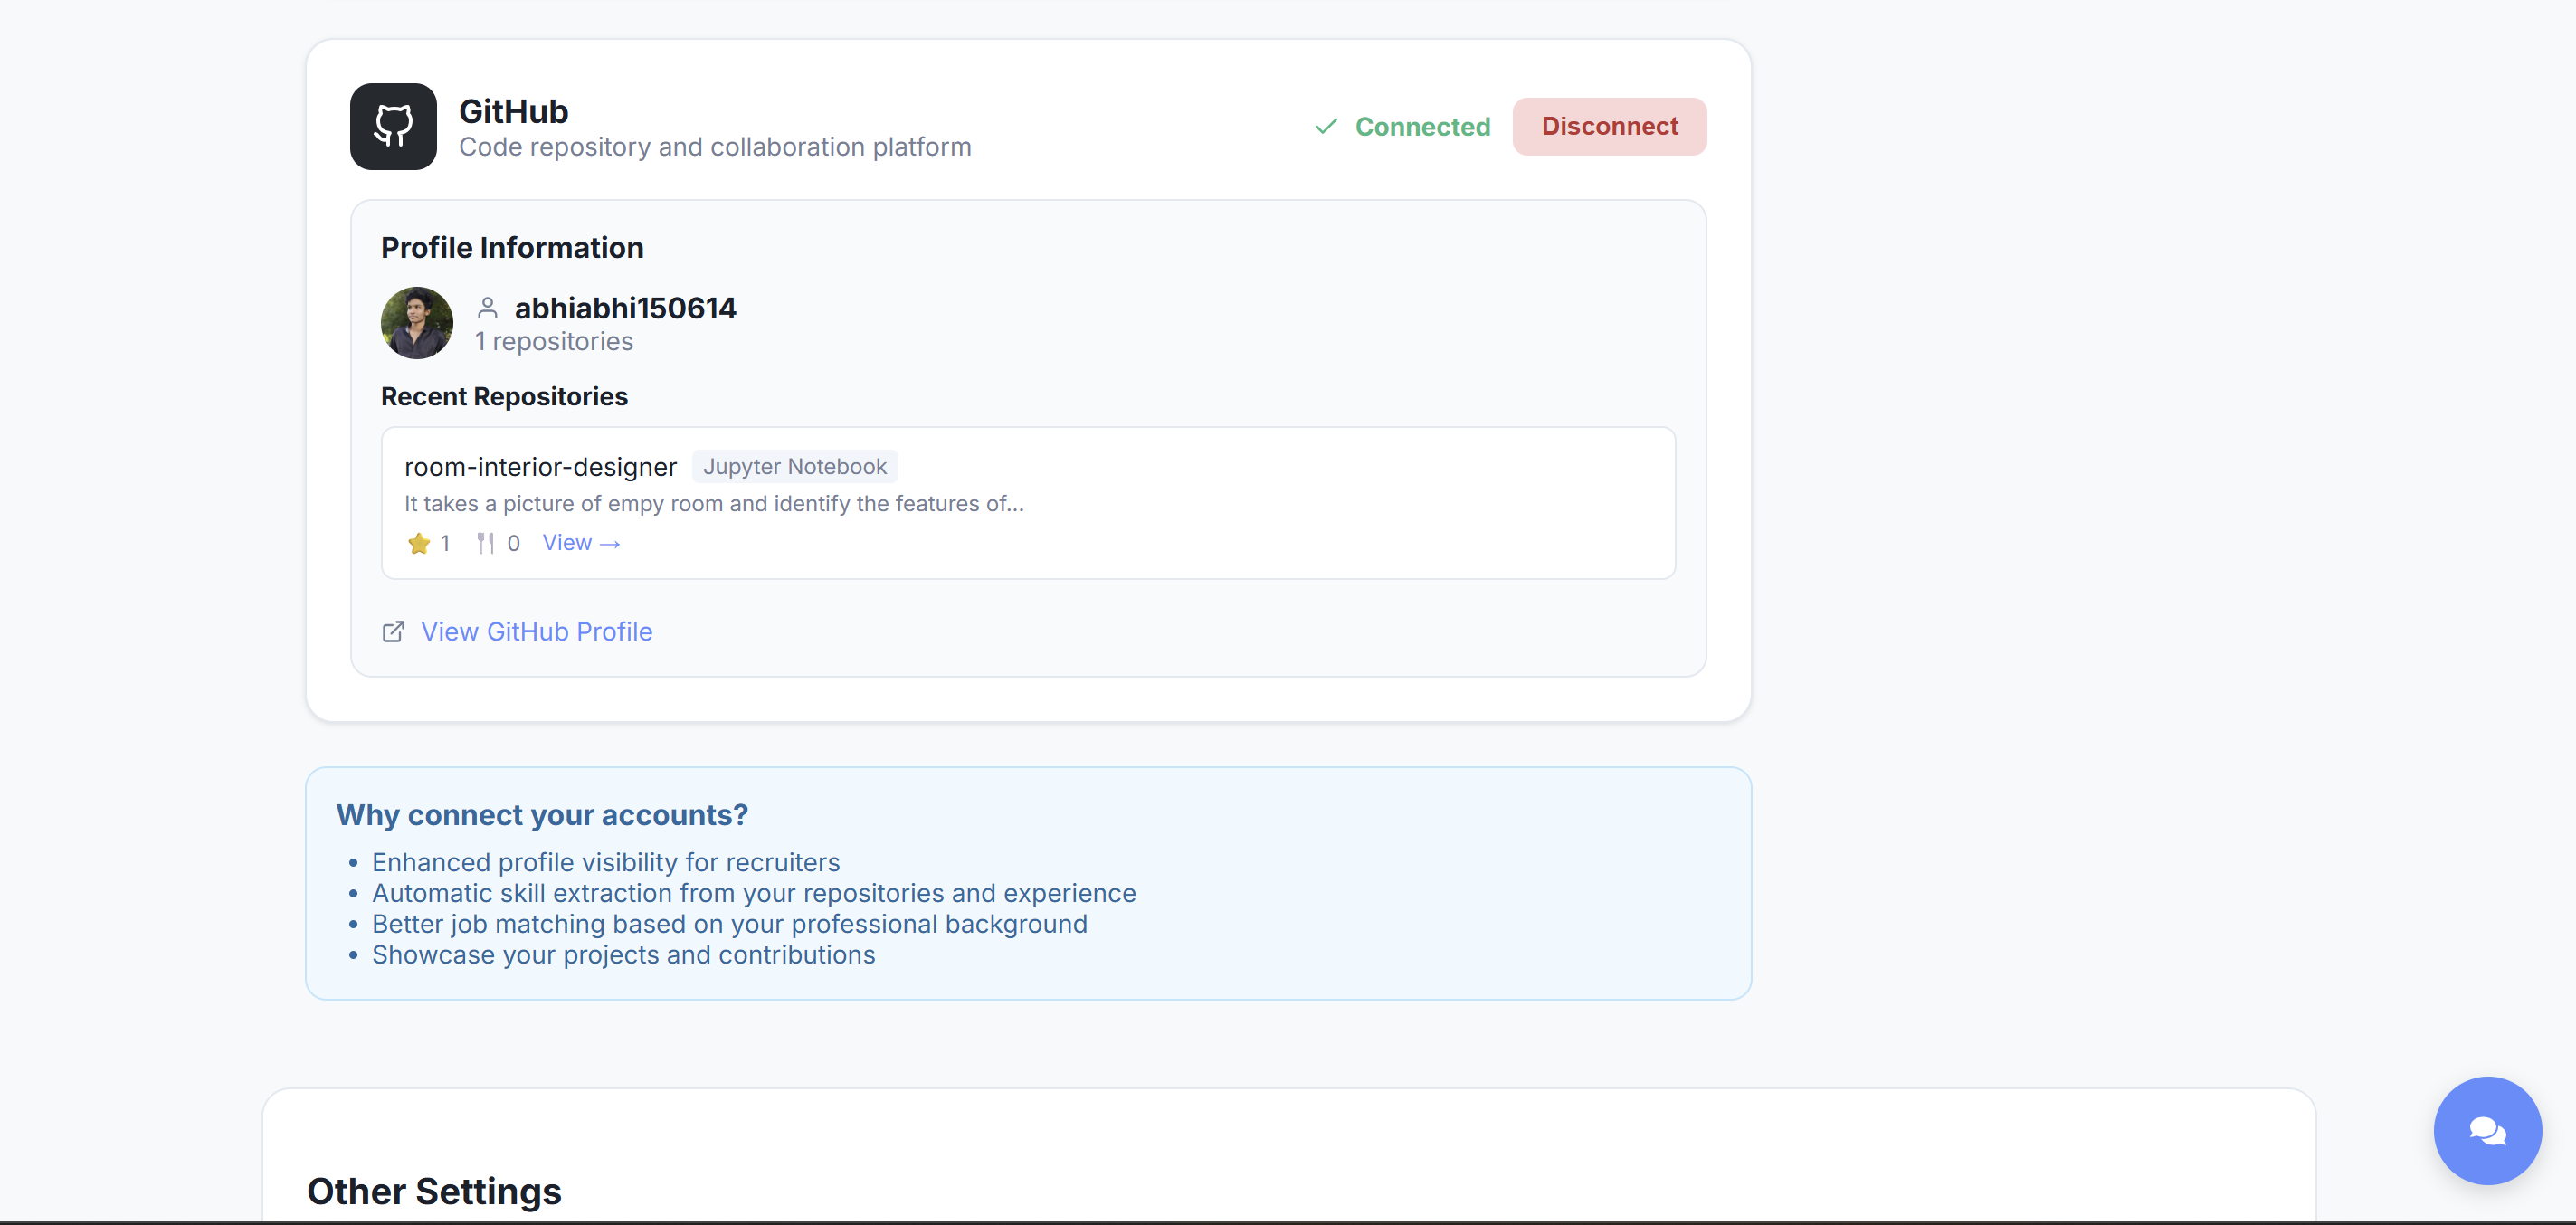 GitHub
Code repository and collaboration platform
Connected
Disconnect
Profile Information
abhiabhi150614
1 repositories
Recent Repositories
room-interior-designer Jupyter Notebook
It takes a picture of empy room and identify the features of...
1 0 View →
View GitHub Profile
Why connect your accounts?
• Enhanced profile visibility for recruiters
• Automatic skill extraction from your repositories and experience
• Better job matching based on your professional background
• Showcase your projects and contributions
Other Settings